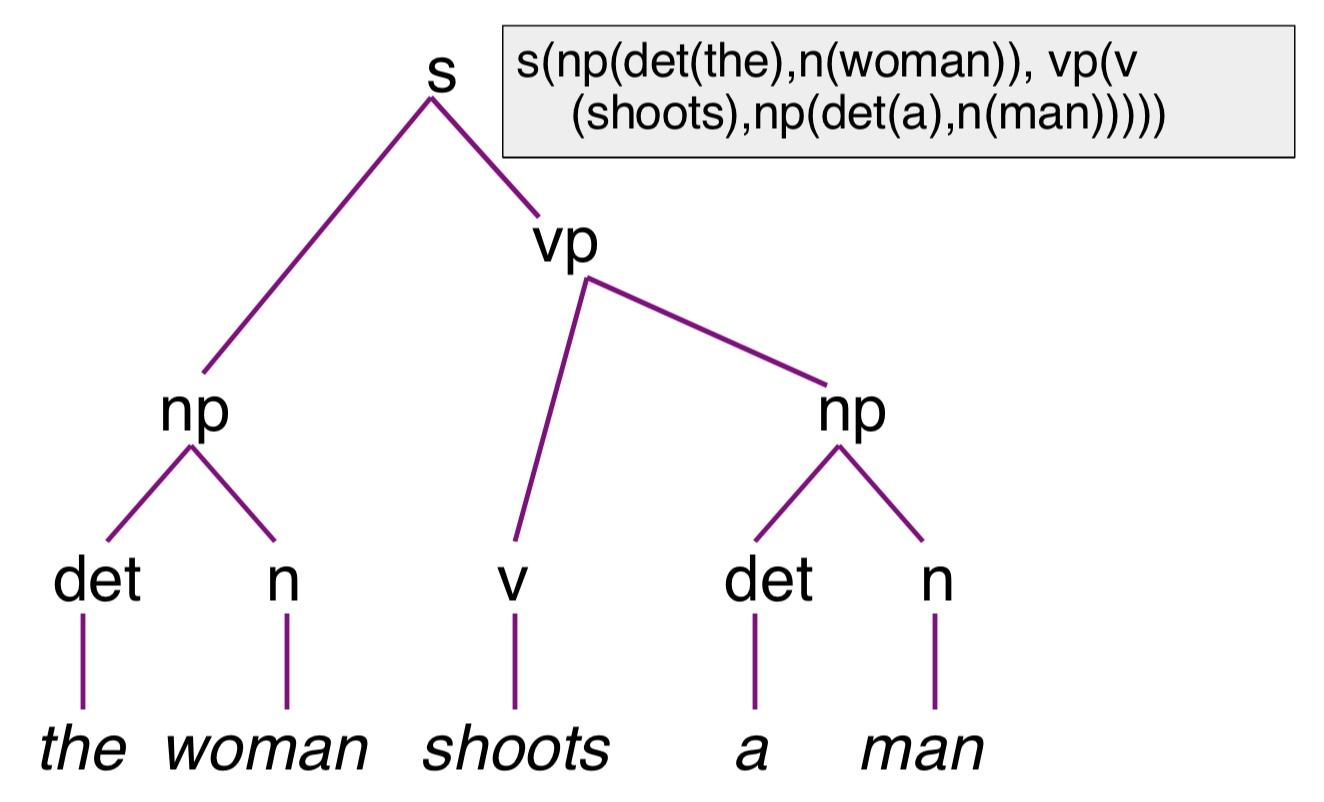 s
s(np(det(the),n(woman)), vp(v
(shoots),np(det(a),n(man)))))
vp
np np
det n v det n
the woman shoots a man